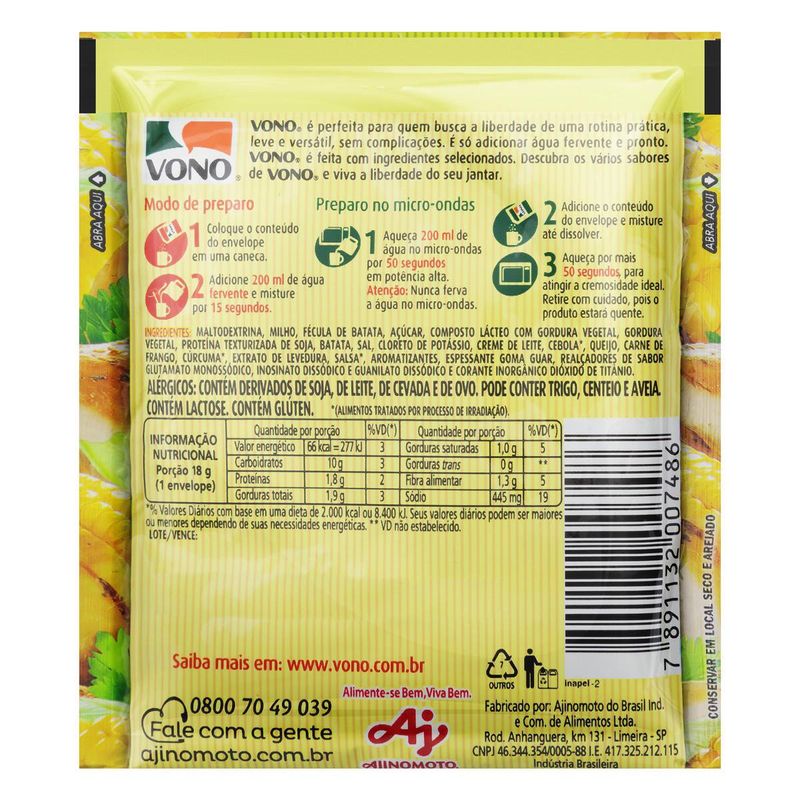 VONO
VONO® é perfeita para quem busca a liberdade de uma rotina prática,
leve e versátil, sem complicações. É só adicionar água fervente e pronto.
VONO® é feita com ingredientes selecionados. Descubra os vários sabores
de VONO® e viva a liberdade do seu jantar.
ABRA AQUI
ABRA AQUI
Modo de preparo
1 Coloque o conteúdo
do envelope
em uma caneca.
2 Adicione 200 ml de água
fervente e misture
por 15 segundos.
Preparo no micro-ondas
1 Aqueça 200 ml de
água no micro-ondas
por 50 segundos
em potência alta.
Atenção: Nunca ferva
a água no micro-ondas.
2 Adicione o conteúdo
do envelope e misture
até dissolver.
3 Aqueça por mais
50 segundos, para
atingir a cremosidade ideal.
Retire com cuidado, pois o
produto estará quente.
INGREDIENTES: MALTODEXTRINA, MILHO, FÉCULA DE BATATA, AÇÚCAR, COMPOSTO LÁCTEO COM GORDURA VEGETAL, GORDURA
VEGETAL, PROTEÍNA TEXTURIZADA DE SOJA, BATATA, SAL, CLORETO DE POTÁSSIO, CREME DE LEITE, CEBOLA*, QUEIJO, CARNE DE
FRANGO, CÚRCUMA*, EXTRATO DE LEVEDURA, SALSA*, AROMATIZANTES, ESPESSANTE GOMA GUAR, REALÇADORES DE SABOR
GLUTAMATO MONOSSÓDICO, INOSINATO DISSÓDICO E GUANILATO DISSÓDICO E CORANTE INORGÂNICO DIÓXIDO DE TITÂNIO.
ALÉRGICOS: CONTÉM DERIVADOS DE SOJA, DE LEITE, DE CEVADA E DE OVO. PODE CONTER TRIGO, CENTEIO E AVEIA.
CONTÉM LACTOSE. CONTÉM GLÚTEN. *(ALIMENTOS TRATADOS POR PROCESSO DE IRRADIAÇÃO).
INFORMAÇÃO
NUTRICIONAL
Porção 18 g
(1 envelope)
Quantidade por porção %VD(*) Quantidade por porção %VD(*)
Valor energético 66 kcal = 277 kJ 3 Gorduras saturadas 1,0 g 5
Carboidratos 10 g 3 Gorduras trans 0 g **
Proteínas 1,8 g 2 Fibra alimentar 1,3 g 5
Gorduras totais 1,9 g 3 Sódio 445 mg 19
*% Valores Diários com base em uma dieta de 2.000 kcal ou 8.400 kJ. Seus valores diários podem ser maiores
ou menores dependendo de suas necessidades energéticas. ** VD não estabelecido.
LOTE/VENCE:
7 891132 007486
CONSERVAR EM LOCAL SECO E AREJADO
Saiba mais em: www.vono.com.br
7
OUTROS
Inapel - 2
0800 70 49 039
Fale com a gente
ajinomoto.com.br
Alimente-se Bem, Viva Bem.
Aj
AJINOMOTO.
Fabricado por: Ajinomoto do Brasil Ind.
e Com. de Alimentos Ltda.
Rod. Anhanguera, km 131 - Limeira - SP
CNPJ 46.344.354/0005-88 I.E. 417.325.212.115
Indústria Brasileira